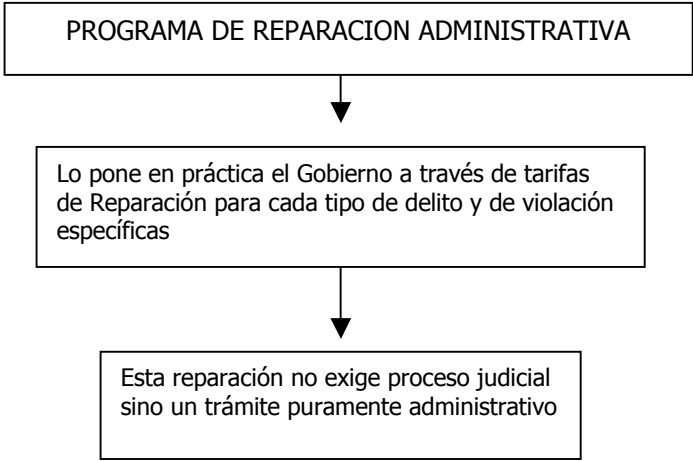 PROGRAMA DE REPARACION ADMINISTRATIVA
Lo pone en práctica el Gobierno a través de tarifas
de Reparación para cada tipo de delito y de violación
específicas
Esta reparación no exige proceso judicial
sino un trámite puramente administrativo